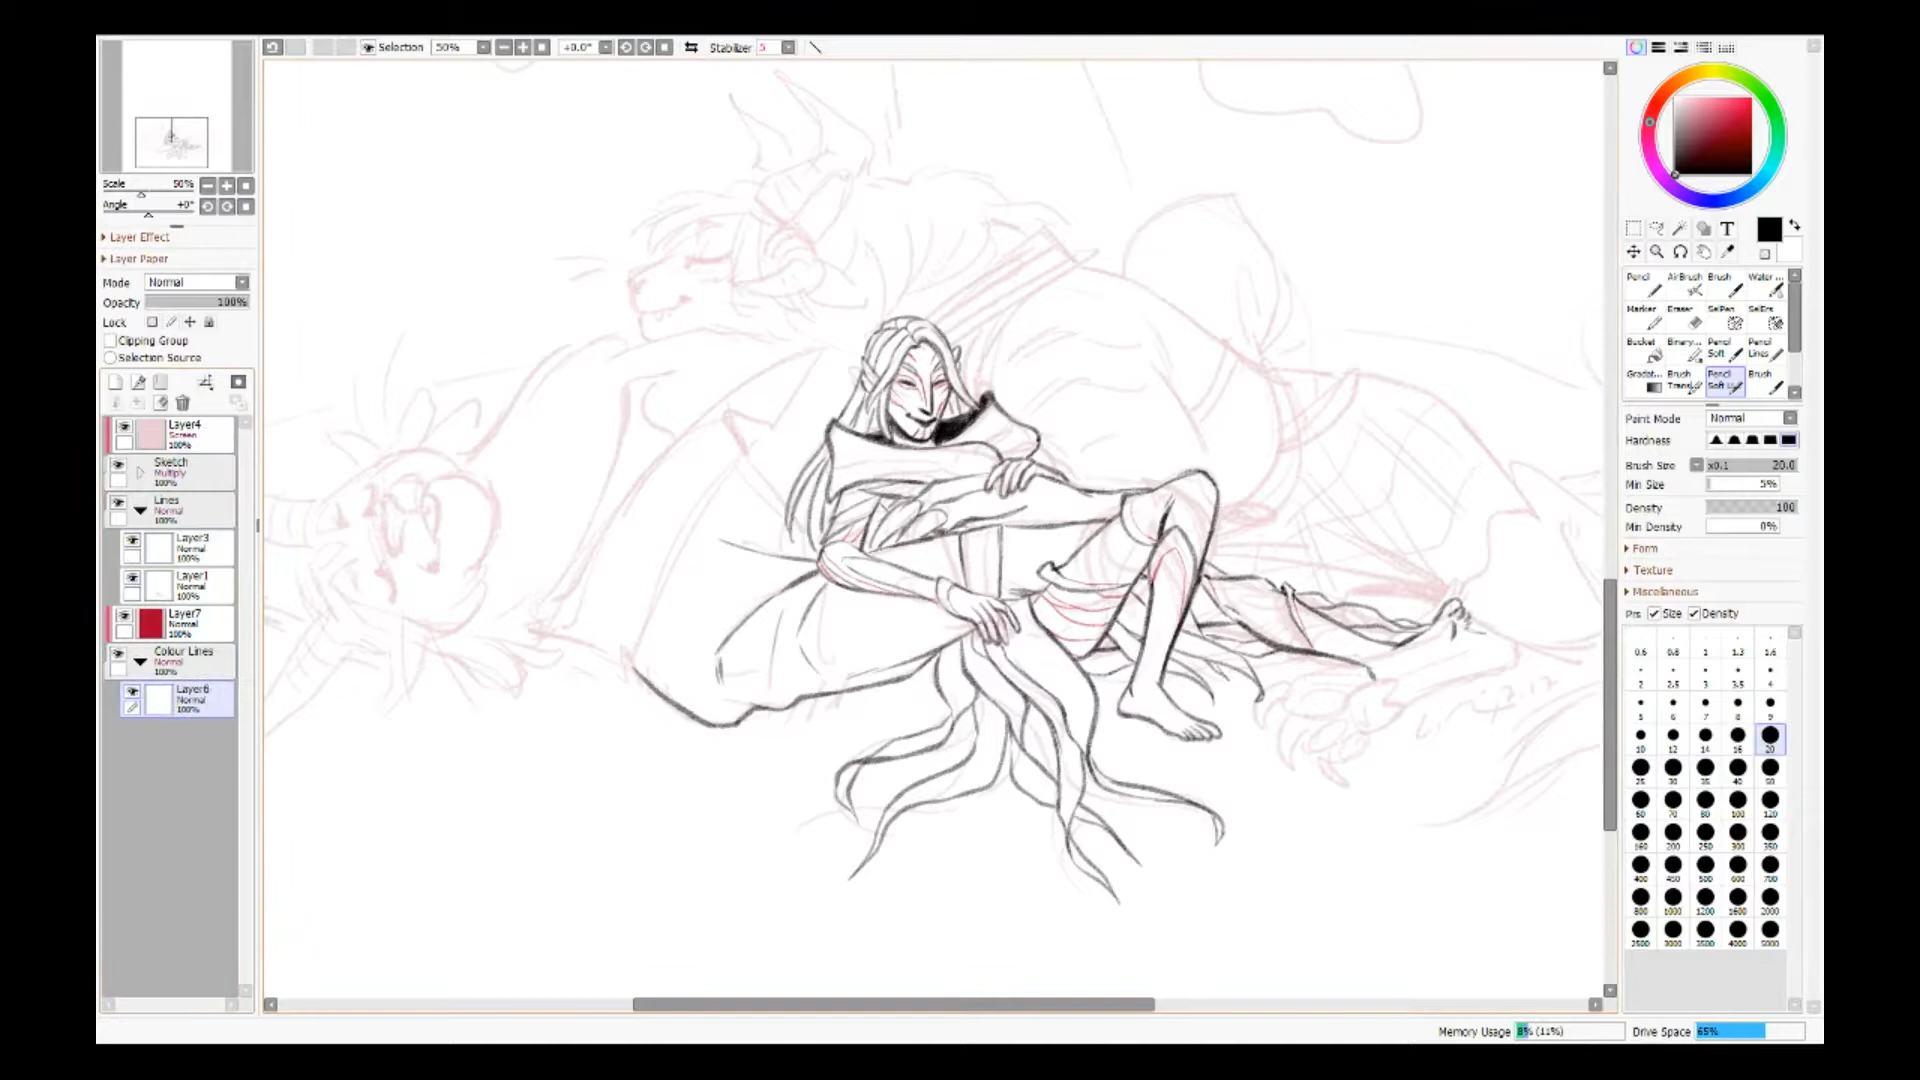 Selection 50% +0.0° Stabilizer 5
Scale 50%
Angle +0°
Layer Effect
Layer Paper
Mode Normal
Opacity 100%
Lock
Clipping Group
Selection Source
Layer4
Screen
100%
Sketch
Multiply
100%
Lines
Normal
100%
Layer3
Normal
100%
Layer1
Normal
100%
Layer7
Normal
100%
Colour Lines
Normal
100%
Layer6
Normal
100%
T
Pencil AirBrush Brush Water ...
Marker Eraser SelPen SelErs
Bucket Binary... Pencil Soft Pencil Lines
Gradat... Brush Pencil Brush
Paint Mode Normal
Hardness
Brush Size x0.1 20.0
Min Size 5%
Density 100
Min Density 0%
Form
Texture
Miscellaneous
Prs Size Density
0.6 0.8 1 1.3 1.6
2 2.5 3 3.5 4
5 6 7 8 9
10 12 14 16 20
25 30 35 40 50
60 70 80 100 120
160 200 250 300 350
400 450 500 600 700
800 1000 1200 1600 2000
2500 3000 3500 4000 5000
Memory Usage 8% (11%) Drive Space 65%